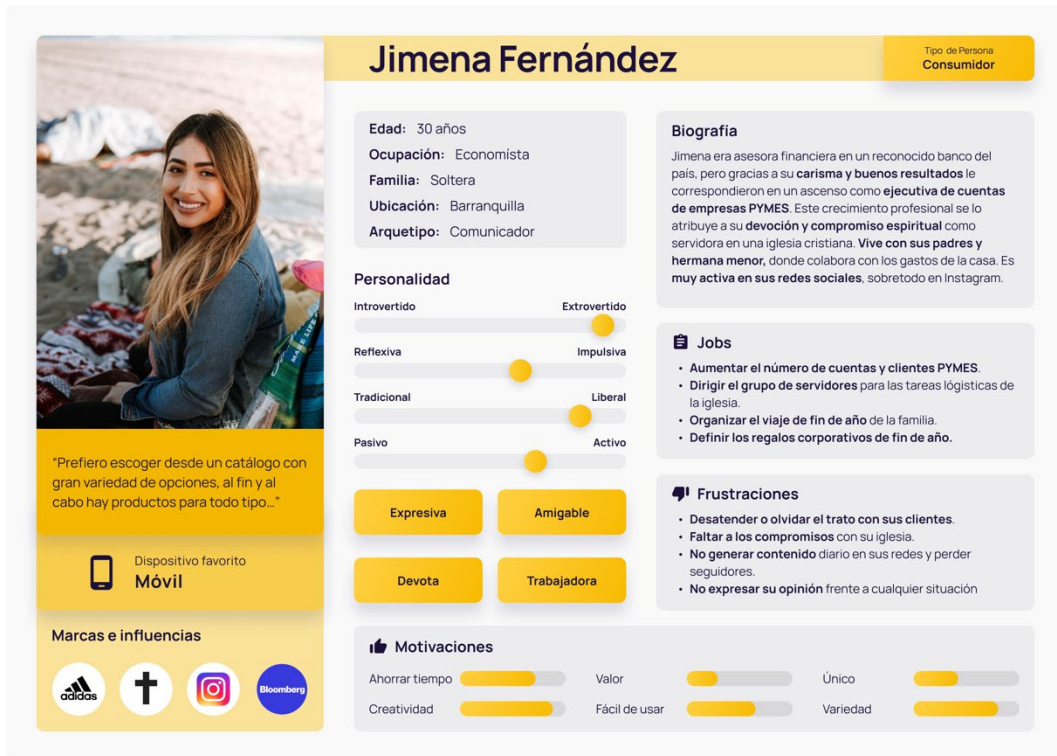 Jimena Fernández
Tipo de Persona
Consumidor
Edad: 30 años
Ocupación: Economísta
Familia: Soltera
Ubicación: Barranquilla
Arquetipo: Comunicador
Biografía
Jimena era asesora financiera en un reconocido banco del
país, pero gracias a su carisma y buenos resultados le
correspondieron en un ascenso como ejecutiva de cuentas
de empresas PYMES. Este crecimiento profesional se lo
atribuye a su devoción y compromiso espiritual como
servidora en una iglesia cristiana. Vive con sus padres y
hermana menor, donde colabora con los gastos de la casa. Es
muy activa en sus redes sociales, sobretodo en Instagram.
Personalidad
Introvertido Extrovertido
Reflexiva Impulsiva
Tradicional Liberal
Pasivo Activo
Expresiva Amigable
Devota Trabajadora
Jobs
• Aumentar el número de cuentas y clientes PYMES.
• Dirigir el grupo de servidores para las tareas lógisticas de
la iglesia.
• Organizar el viaje de fin de año de la familia.
• Definir los regalos corporativos de fin de año.
Frustraciones
• Desatender o olvidar el trato con sus clientes.
• Faltar a los compromisos con su iglesia.
• No generar contenido diario en sus redes y perder
seguidores.
• No expresar su opinión frente a cualquier situación
MAKE LIFE
“Prefiero escoger desde un catálogo con
gran variedad de opciones, al fin y al
cabo hay productos para todo tipo...”
Dispositivo favorito
Móvil
Marcas e influencias
adidas
Bloomberg
Motivaciones
Ahorrar tiempo Valor Único
Creatividad Fácil de usar Variedad